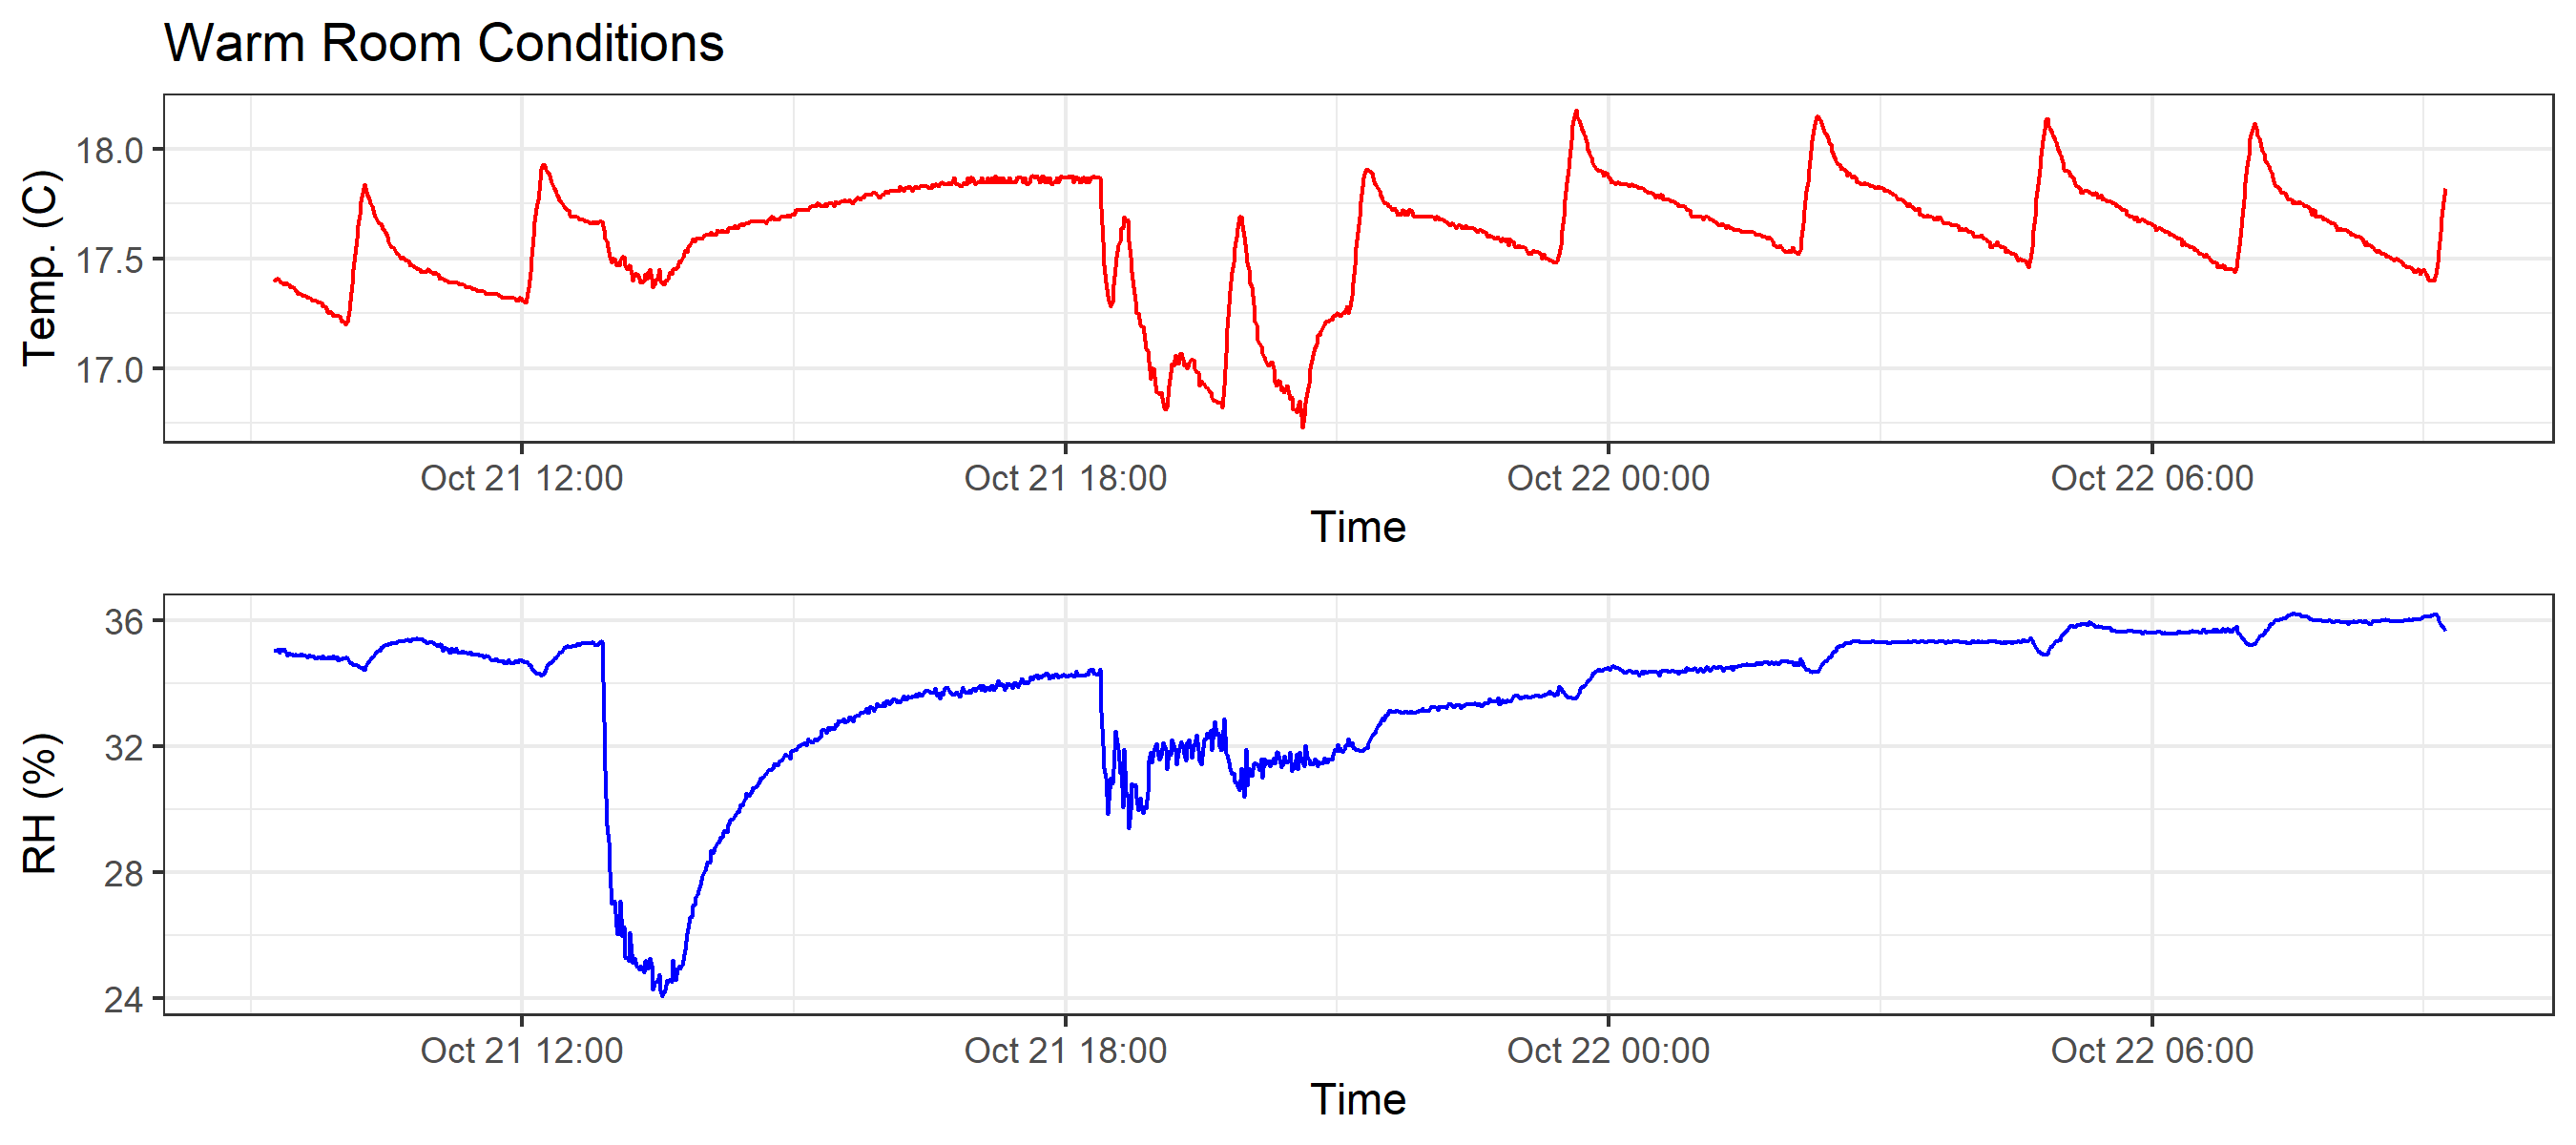 Warm Room Conditions
Temp. (C)
18.0
17.5
17.0
Oct 21 12:00 Oct 21 18:00 Oct 22 00:00 Oct 22 06:00
Time
RH (%)
36
32
28
24
Oct 21 12:00 Oct 21 18:00 Oct 22 00:00 Oct 22 06:00
Time